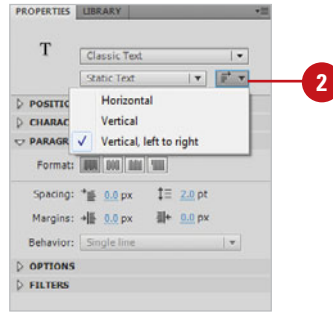 PROPERTIES LIBRARY
T
Classic Text
Static Text
2
Horizontal
Vertical
Vertical, left to right
POSITIO
CHARAC
PARAGR
Format:
Spacing: 0.0 px 2.0 pt
Margins: 0.0 px 0.0 px
Behavior: Single line
OPTIONS
FILTERS